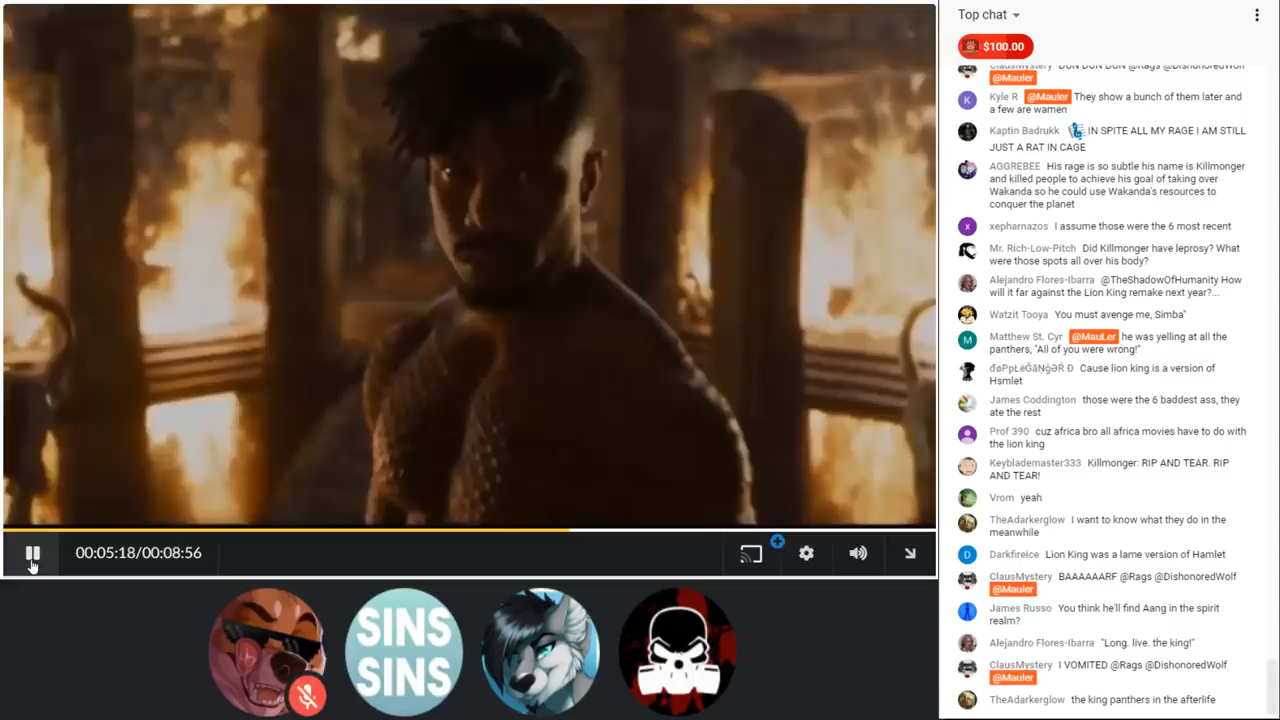 Top chat
$100.00
ClausMystery DUN DUN DUN @Rags @DishonoredWolf
@Mauler
Kyle R @Mauler They show a bunch of them later and
a few are wamen
Kaptin Badrukk IN SPITE ALL MY RAGE I AM STILL
JUST A RAT IN CAGE
AGGREBEE His rage is so subtle his name is Killmonger
and killed people to achieve his goal of taking over
Wakanda so he could use Wakanda's resources to
conquer the planet
xepharnazos I assume those were the 6 most recent
Mr. Rich-Low-Pitch Did Killmonger have leprosy? What
were those spots all over his body?
Alejandro Flores-Ibarra @TheShadowOfHumanity How
will it far against the Lion King remake next year?...
Watzit Tooya You must avenge me, Simba"
Matthew St. Cyr @MauLer he was yelling at all the
panthers, "All of you were wrong!"
Cause lion king is a version of
Hsmlet
James Coddington those were the 6 baddest ass, they
ate the rest
Prof 390 cuz africa bro all africa movies have to do with
the lion king
Keyblademaster333 Killmonger: RIP AND TEAR. RIP
AND TEAR!
Vrom yeah
TheAdarkerglow I want to know what they do in the
meanwhile
Darkfireice Lion King was a lame version of Hamlet
ClausMystery BAAAAAARF @Rags @DishonoredWolf
@Mauler
James Russo You think he'll find Aang in the spirit
realm?
Alejandro Flores-Ibarra "Long. live. the king!"
ClausMystery I VOMITED @Rags @DishonoredWolf
@Mauler
TheAdarkerglow the king panthers in the afterlife
00:05:18/00:08:56
SINS
SINS